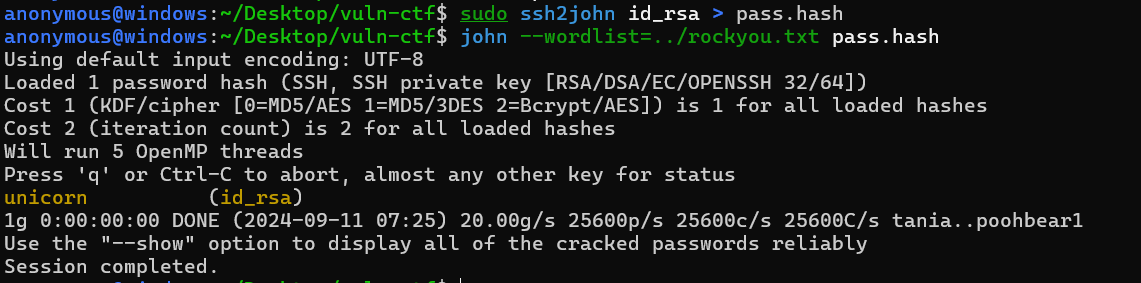 anonymous@windows:~/Desktop/vuln-ctf$ sudo ssh2john id_rsa > pass.hash
anonymous@windows:~/Desktop/vuln-ctf$ john --wordlist=../rockyou.txt pass.hash
Using default input encoding: UTF-8
Loaded 1 password hash (SSH, SSH private key [RSA/DSA/EC/OPENSSH 32/64])
Cost 1 (KDF/cipher [0=MD5/AES 1=MD5/3DES 2=Bcrypt/AES]) is 1 for all loaded hashes
Cost 2 (iteration count) is 2 for all loaded hashes
Will run 5 OpenMP threads
Press 'q' or Ctrl-C to abort, almost any other key for status
unicorn          (id_rsa)
1g 0:00:00:00 DONE (2024-09-11 07:25) 20.00g/s 25600p/s 25600c/s 25600C/s tania..poohbear1
Use the "--show" option to display all of the cracked passwords reliably
Session completed.